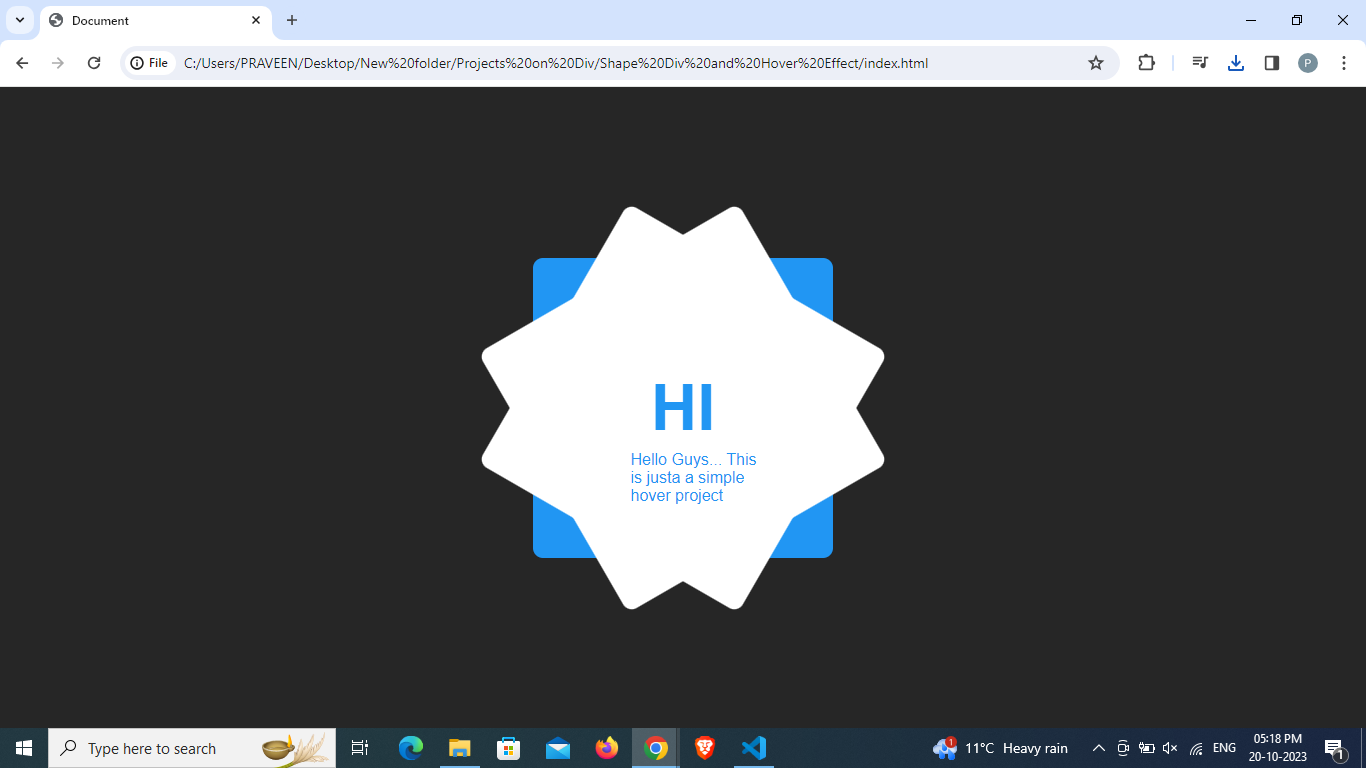 Document
File
C:/Users/PRAVEEN/Desktop/New%20folder/Projects%20on%20Div/Shape%20Div%20and%20Hover%20Effect/index.html
P
HI
Hello Guys... This
is justa a simple
hover project
Type here to search
1
11°C Heavy rain
ENG
05:18 PM
20-10-2023
1